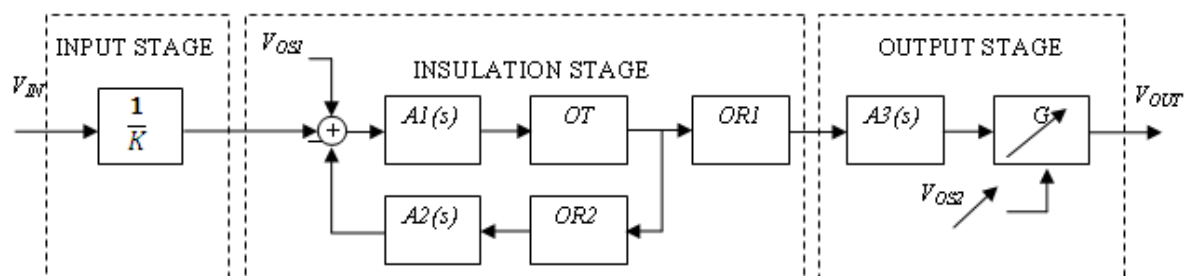 INPUT STAGE
INSULATION STAGE
OUTPUT STAGE
V_IN
1
K
V_OS1
+
−
A1(s)
OT
OR1
A2(s)
OR2
A3(s)
G
V_OS2
V_OUT